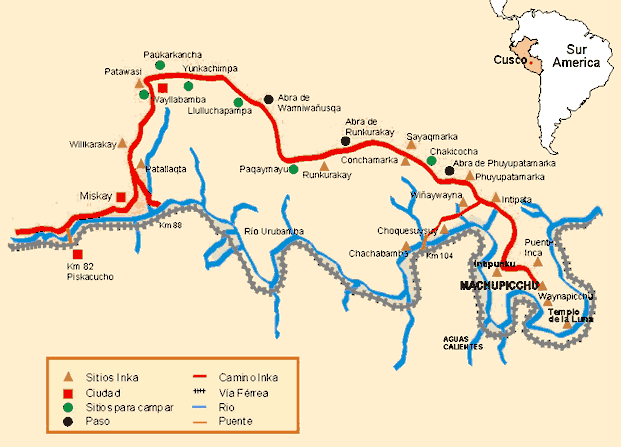 Sur
America
Cusco
Paukarkancha
Yunkachimpa
Patawasi
Wayllabamba
Llulluchapampa
Abra de
Warmiwañusqa
Abra de
Runkurakay
Sayaqmarka
Chakicocha
Willkarakay
Patallaqta
Conchamarka
Abra de Phuyupatamarka
Paqaymayu
Runkurakay
Phuyupatamarka
Miskay
Wiñaywayna
Intipata
Km 88
Río Urubamba
Choquesuysuy
Chachabamba
Km 104
Puente
Inca
Km 82
Piskacucho
Intipunku
MACHUPICCHU
Waynapicchu
Templo
de la Luna
AGUAS
CALIENTES
Sitios Inka
Camino Inka
Ciudad
Vía Férrea
Sitios para campar
Rio
Paso
Puente